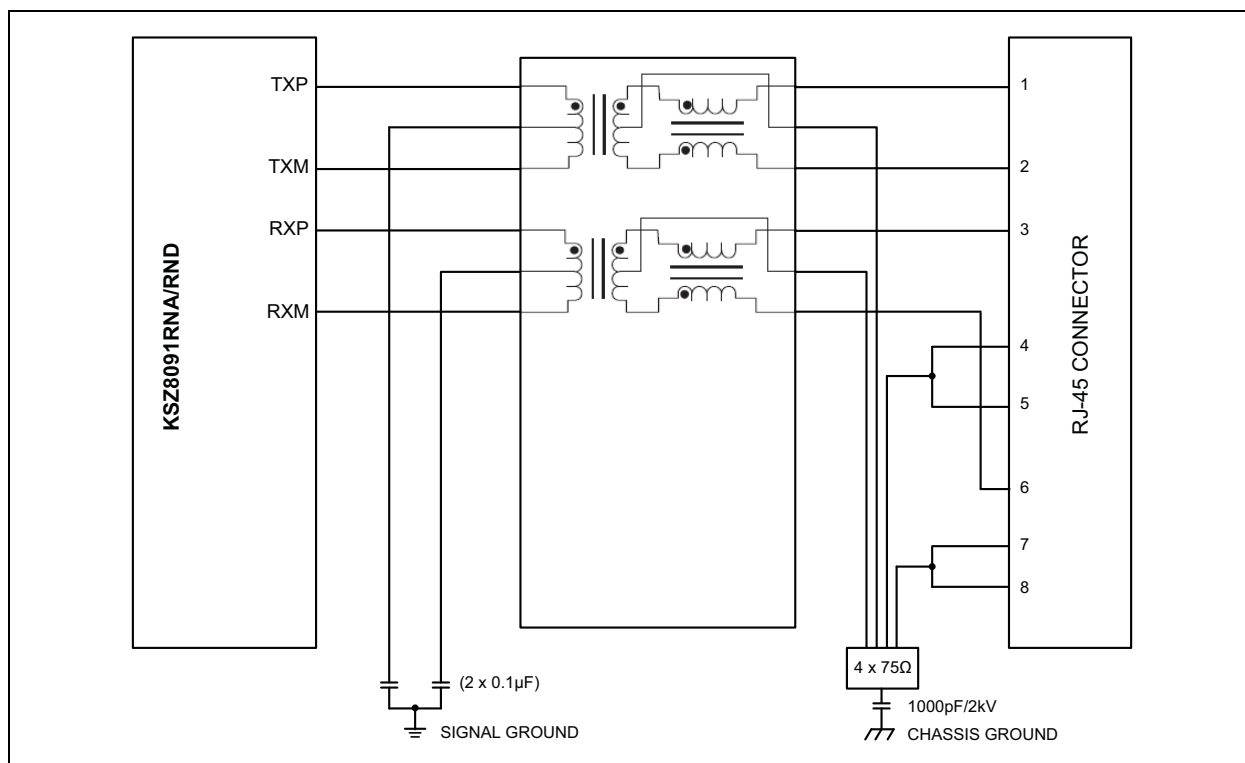 KSZ8091RNA/RND
TXP
TXM
RXP
RXM
1
2
3
4
5
6
7
8
RJ-45 CONNECTOR
(2 x 0.1µF)
SIGNAL GROUND
4 x 75Ω
1000pF/2kV
CHASSIS GROUND